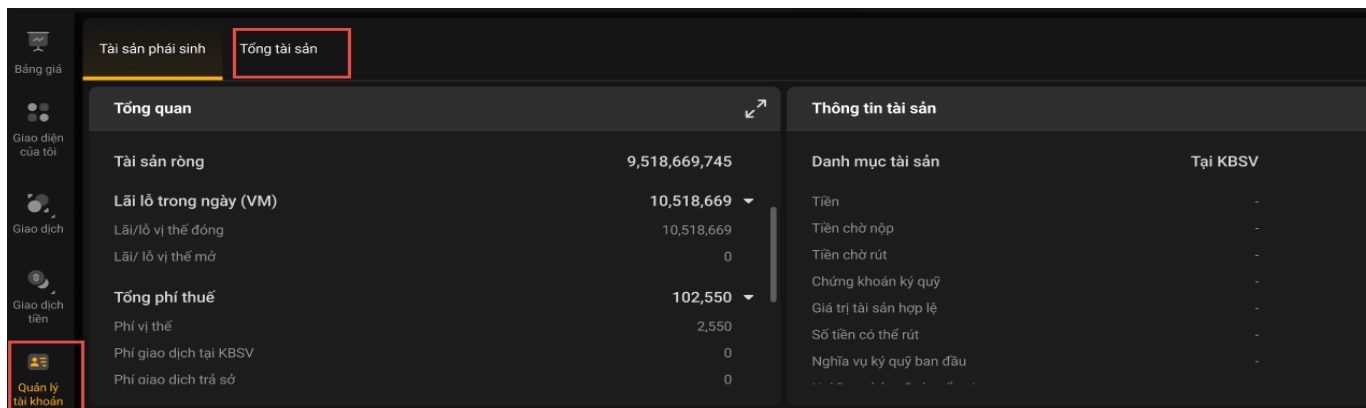 Bảng giá
Giao diện
của tôi
Giao dịch
Giao dịch
tiền
Quản lý
tài khoản
Tài sản phái sinh
Tổng tài sản
Tổng quan
Tài sản ròng 9,518,669,745
Lãi lỗ trong ngày (VM) 10,518,669
Lãi/lỗ vị thế đóng 10,518,669
Lãi/ lỗ vị thế mở 0
Tổng phí thuế 102,550
Phí vị thế 2,550
Phí giao dịch tại KBSV 0
Phí giao dịch trả sở 0
Thông tin tài sản
Danh mục tài sản Tại KBSV
Tiền -
Tiền chờ nộp -
Tiền chờ rút -
Chứng khoán ký quỹ -
Giá trị tài sản hợp lệ -
Số tiền có thể rút -
Nghĩa vụ ký quỹ ban đầu -